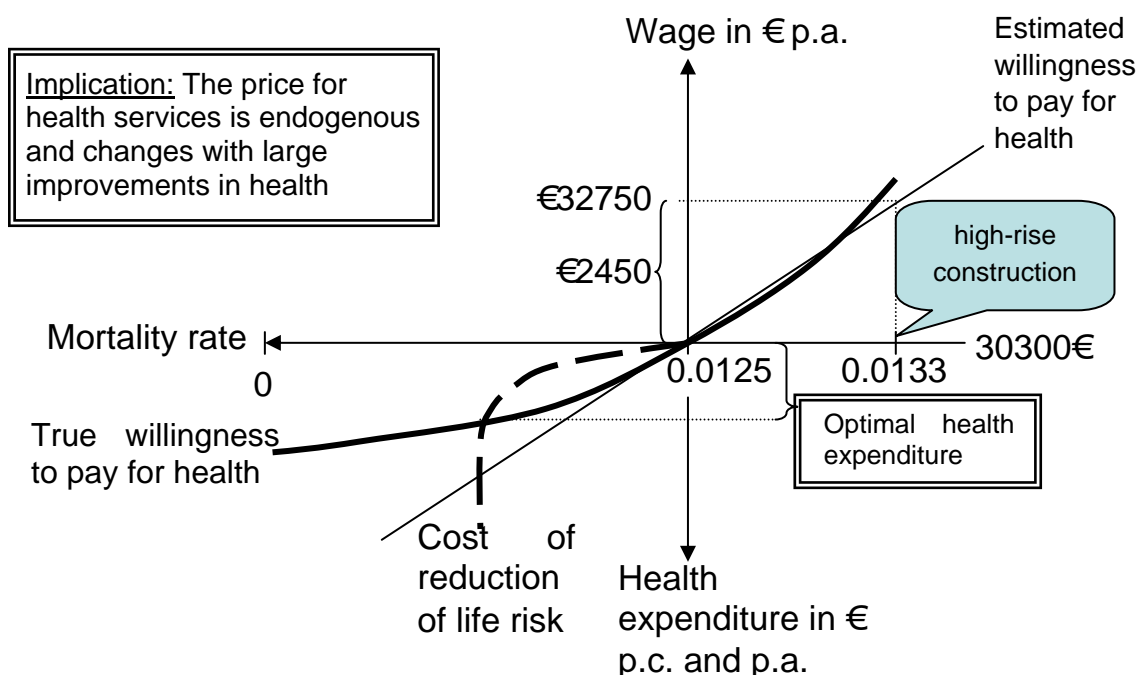 Wage in € p.a.
Estimated
willingness
to pay for
health
Implication: The price for
health services is endogenous
and changes with large
improvements in health
€32750
€2450
high-rise
construction
Mortality rate
30300€
0
0.0125
0.0133
True willingness
to pay for health
Optimal health
expenditure
Cost of
reduction
of life risk
Health
expenditure in €
p.c. and p.a.